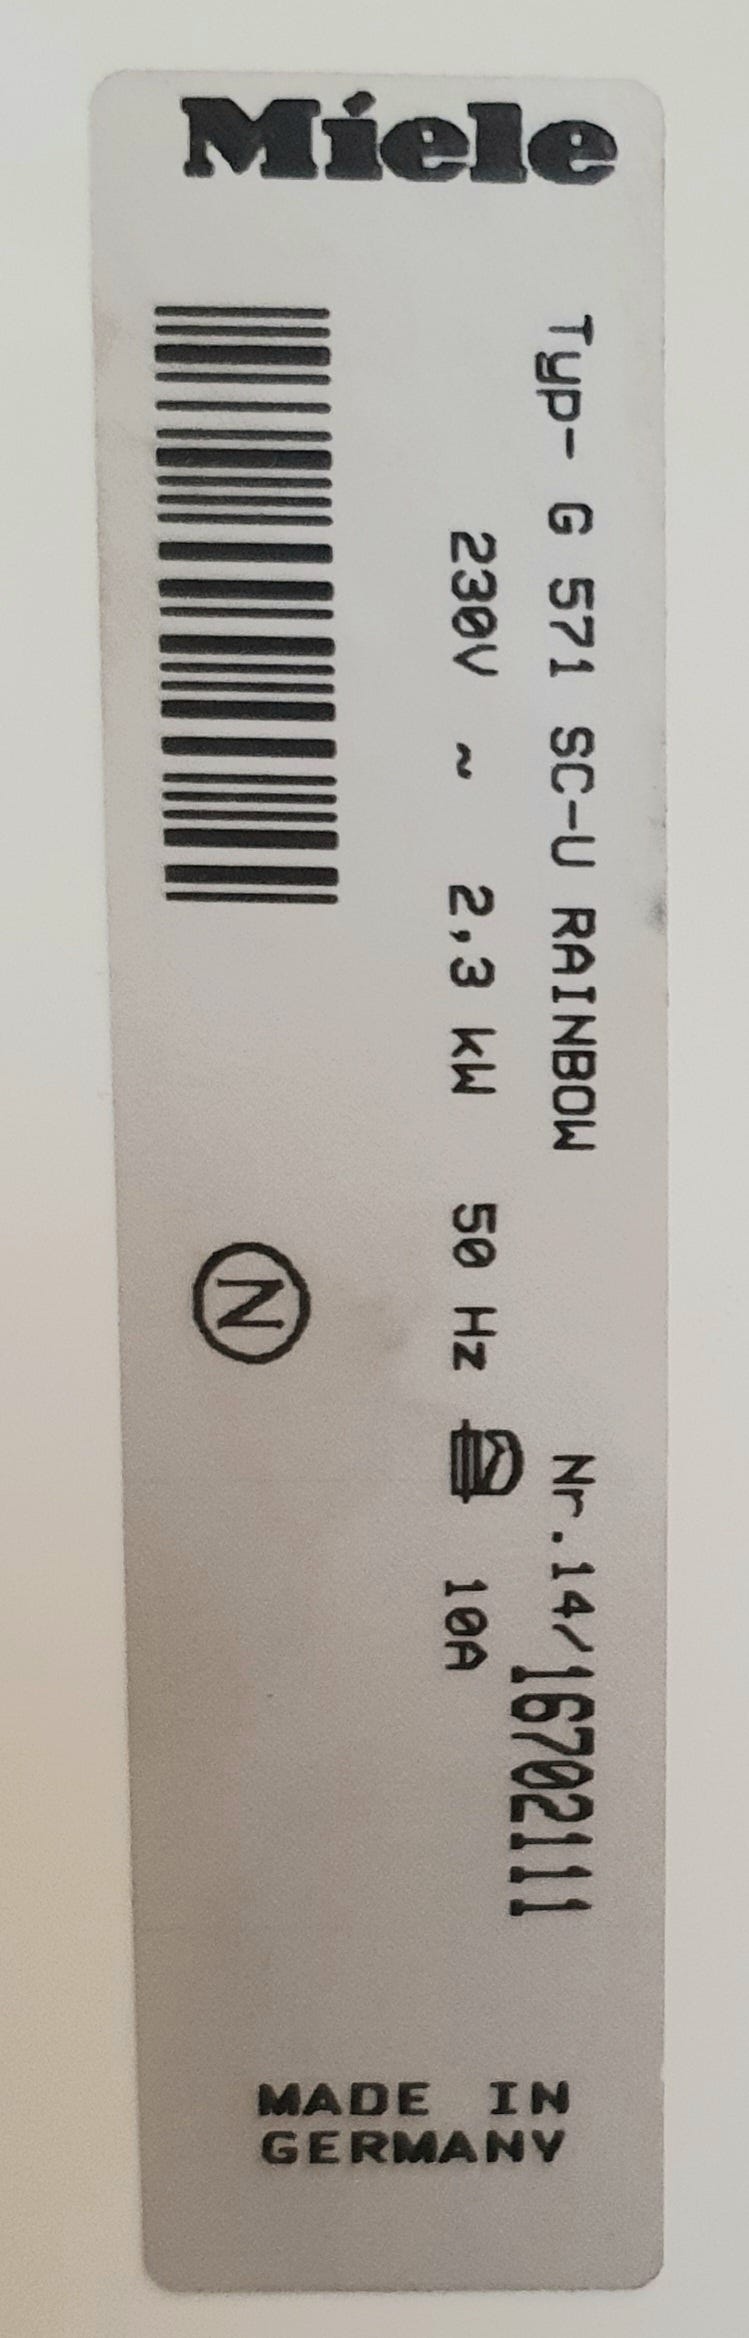 Miele
Typ- G 571 SC-U RAINBOW Nr.14/16702111
230V ~ 2,3 kW 50 Hz 10A
N
MADE IN
GERMANY